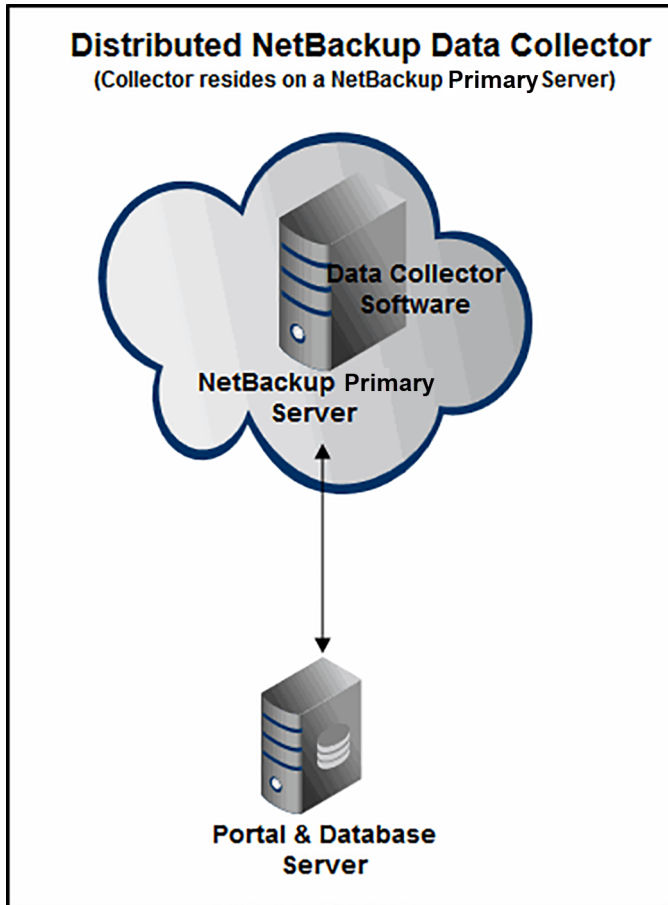 Distributed NetBackup Data Collector
(Collector resides on a NetBackup Primary Server)
Data Collector
Software
NetBackup Primary
Server
Portal & Database
Server